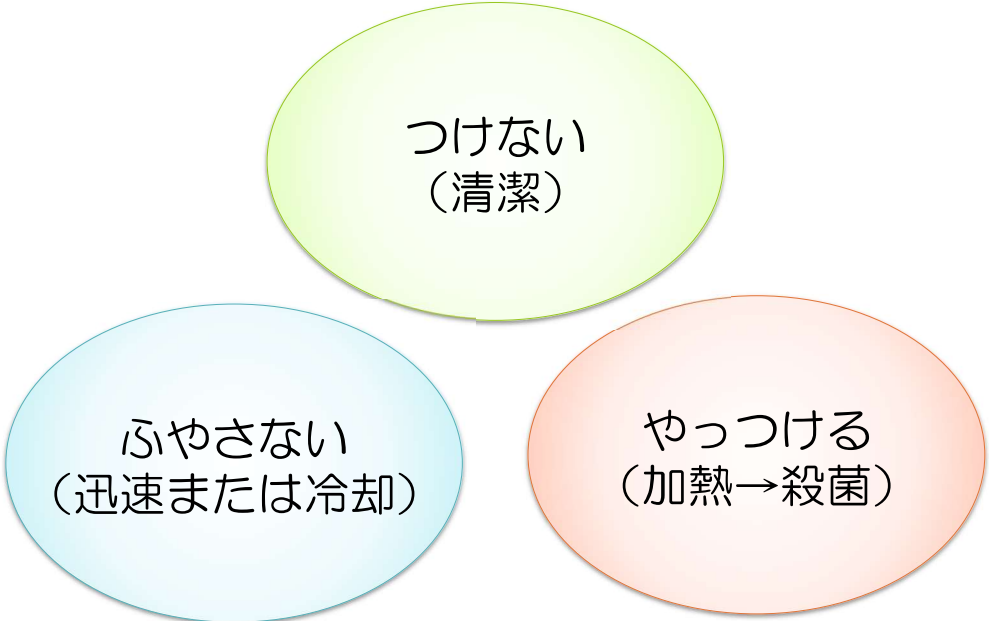 つけない
（清潔）
ふやさない
（迅速または冷却）
やっつける
（加熱→殺菌）